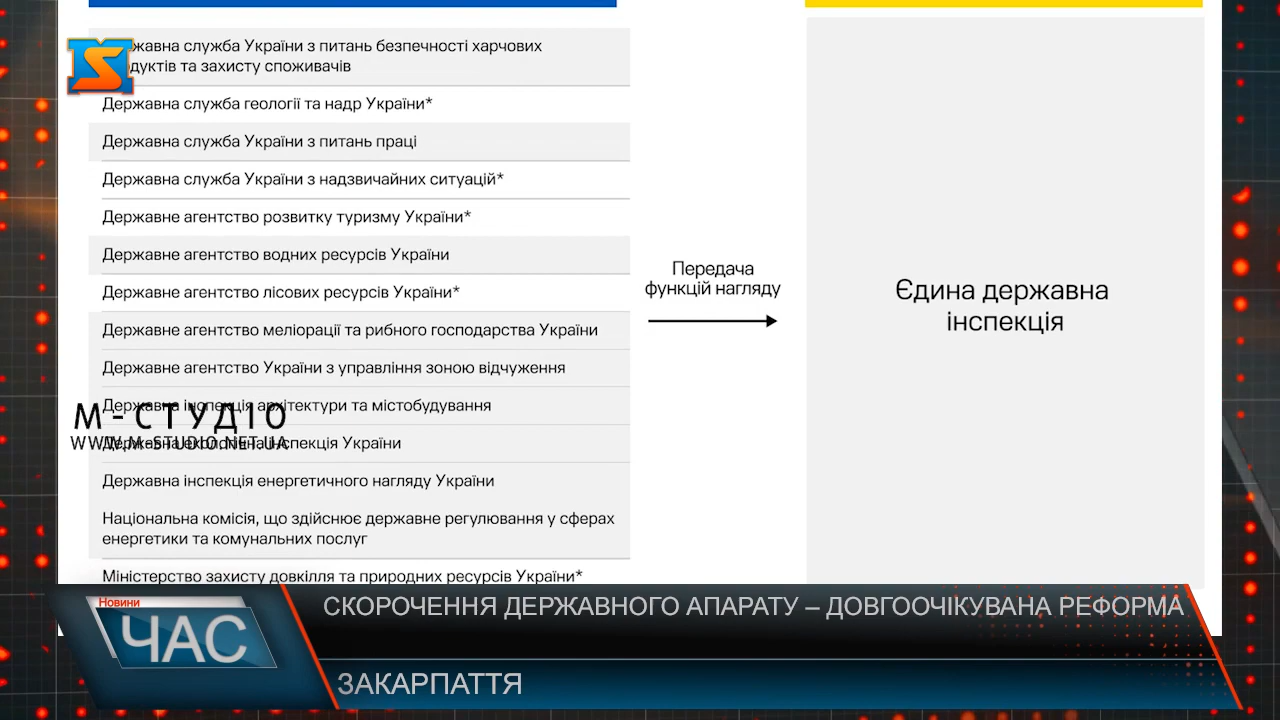 жавна служба України з питань безпечності харчових
дуктів та захисту споживачів
Державна служба геології та надр України*
Державна служба України з питань праці
Державна служба України з надзвичайних ситуацій*
Державне агентство розвитку туризму України*
Державне агентство водних ресурсів України
Державне агентство лісових ресурсів України*
Державне агентство меліорації та рибного господарства України
Державне агентство України з управління зоною відчуження
Державна інспекція архітектури та містобудування
М-СТУДІО
Державна екологічна інспекція України
WWW.M-STUDIO.NET.UA
Державна інспекція енергетичного нагляду України
Національна комісія, що здійснює державне регулювання у сферах
енергетики та комунальних послуг
Міністерство захисту довкілля та природних ресурсів України*
Передача
функцій нагляду
Єдина державна
інспекція
Новини
ЧАС
СКОРОЧЕННЯ ДЕРЖАВНОГО АПАРАТУ – ДОВГООЧІКУВАНА РЕФОРМА
ЗАКАРПАТТЯ